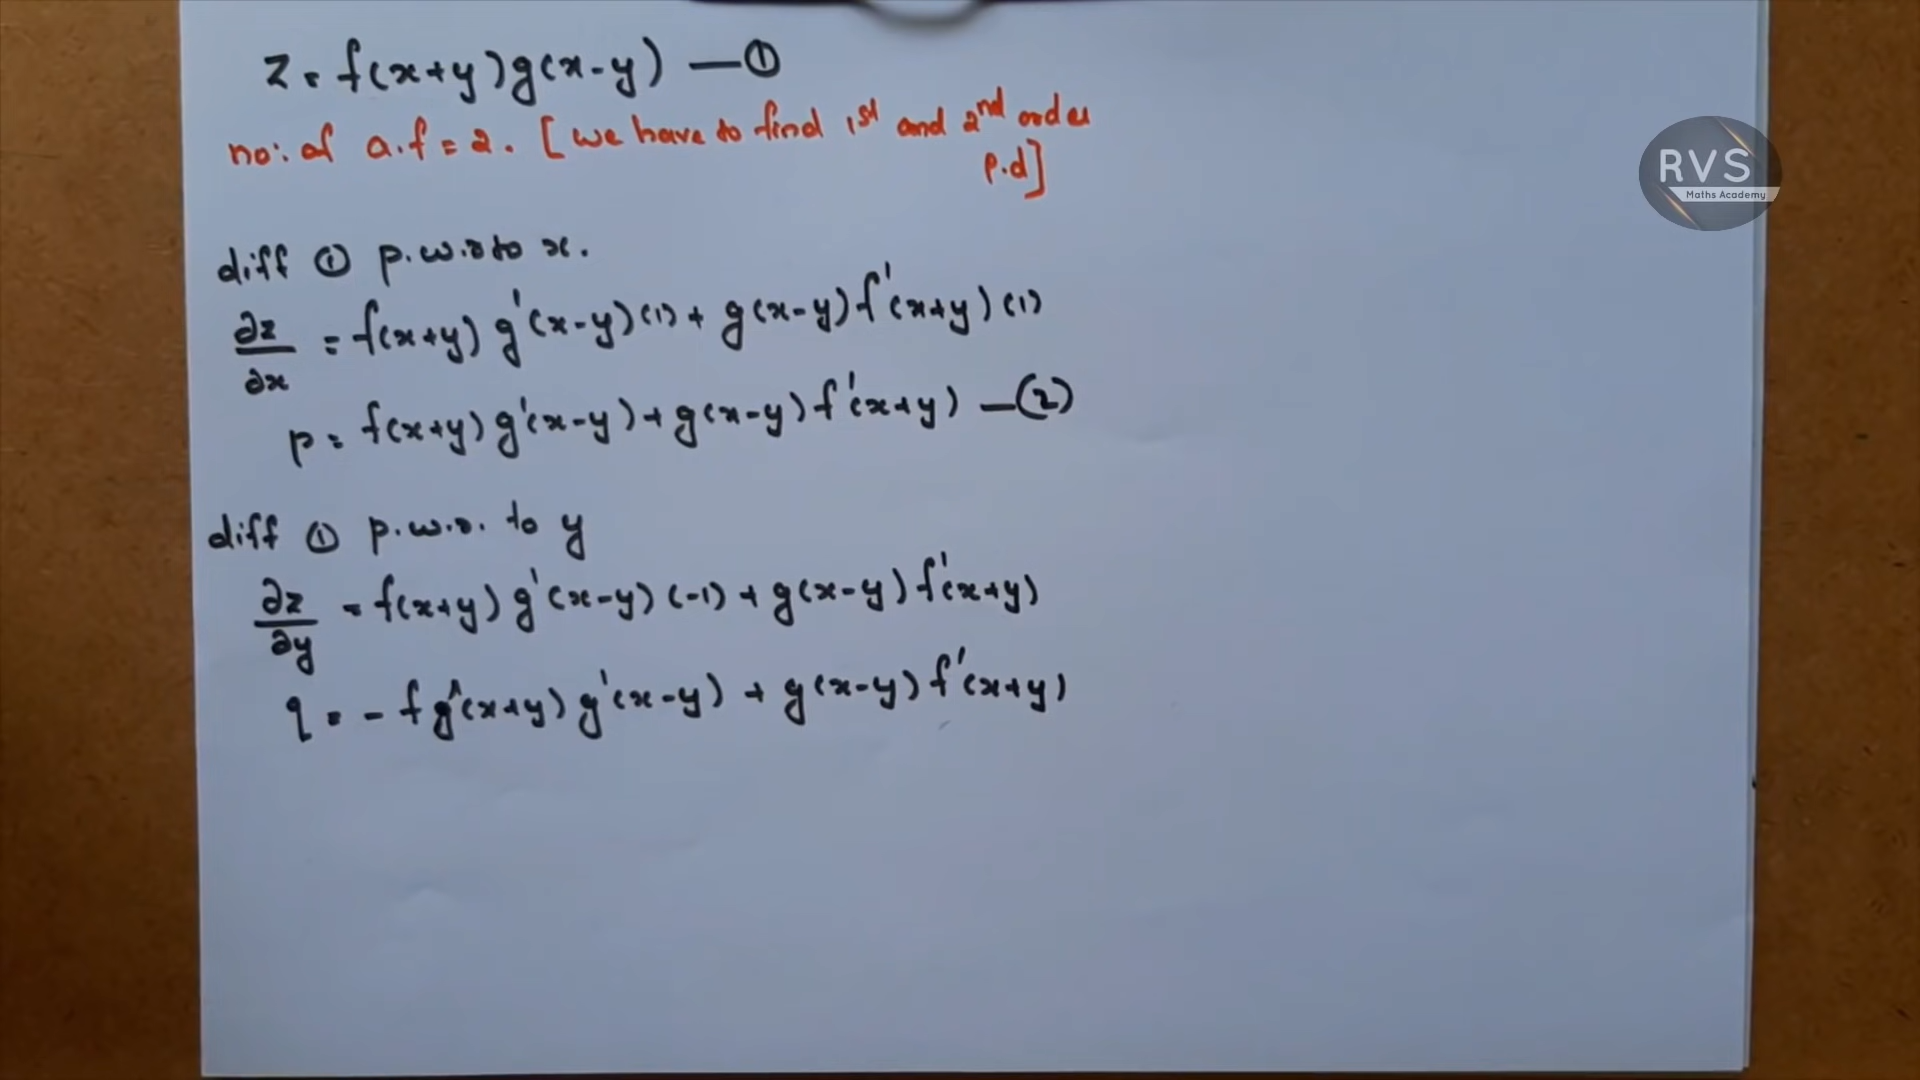 z = f(x+y)g(x-y) —①
no: of a.f = 2. [we have to find 1st and 2nd order
p.d]
RVS
Maths Academy
diff ① p.w.r to x.
∂z/∂x = f(x+y) g'(x-y)(1) + g(x-y) f'(x+y)(1)
p = f(x+y) g'(x-y) + g(x-y) f'(x+y) —(2)
diff ① p.w.r. to y
∂z/∂y = f(x+y) g'(x-y)(-1) + g(x-y) f'(x+y)
q = - f (x+y) g'(x-y) + g(x-y) f'(x+y)